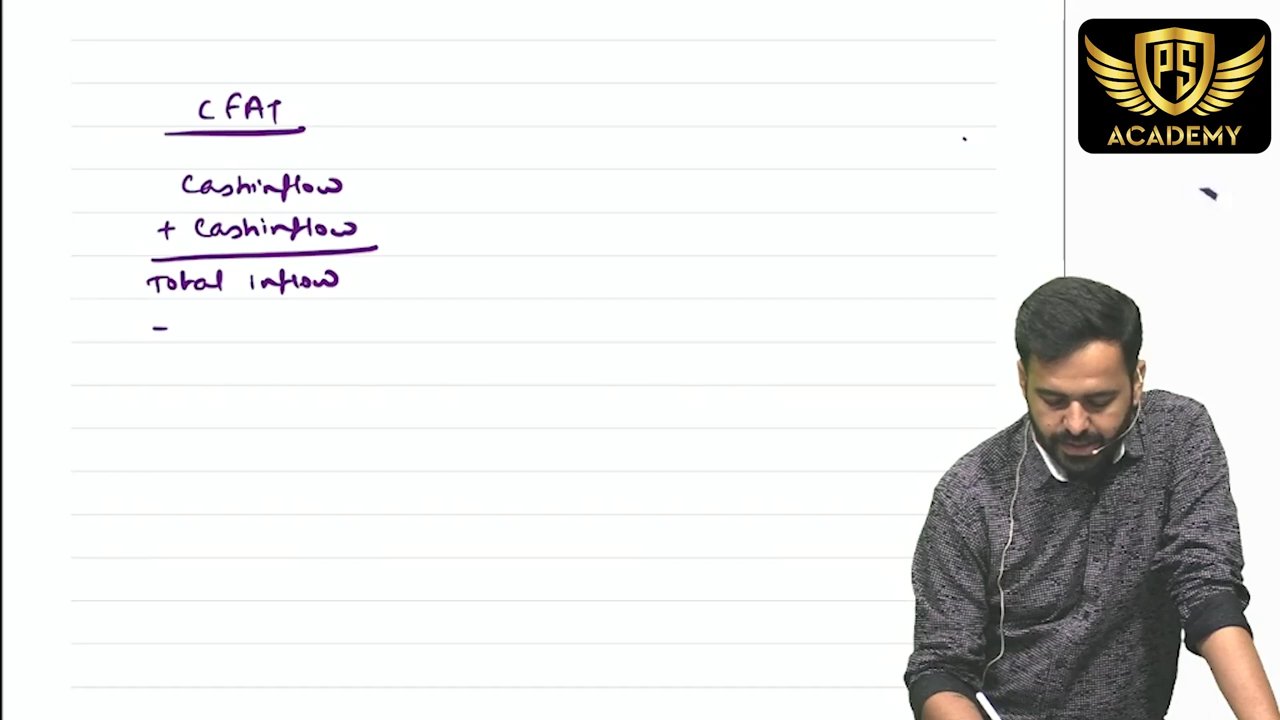 PS
ACADEMY
CFAT
Cashinflow
+ Cashinflow
Total Inflow
-